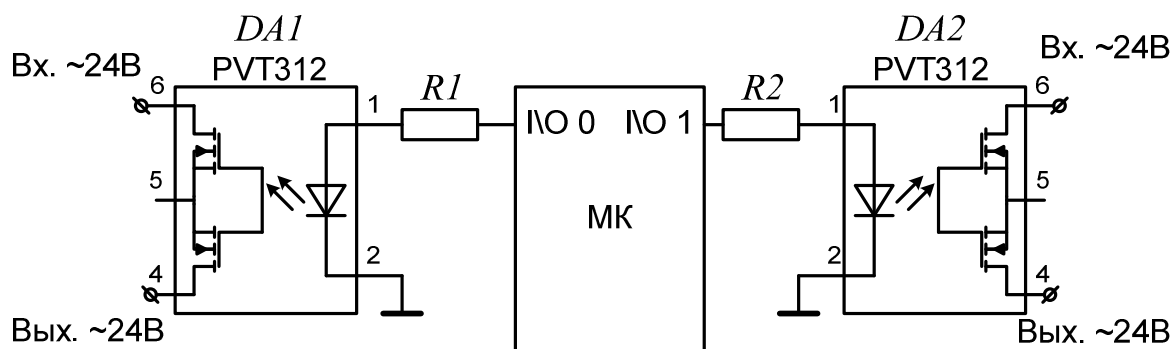 DA1
PVT312
Вх. ~24В
6
1
R1
5
2
4
Вых. ~24В
I\O 0 I\O 1
МК
R2
DA2
PVT312
Вх. ~24В
1
6
5
2
4
Вых. ~24В